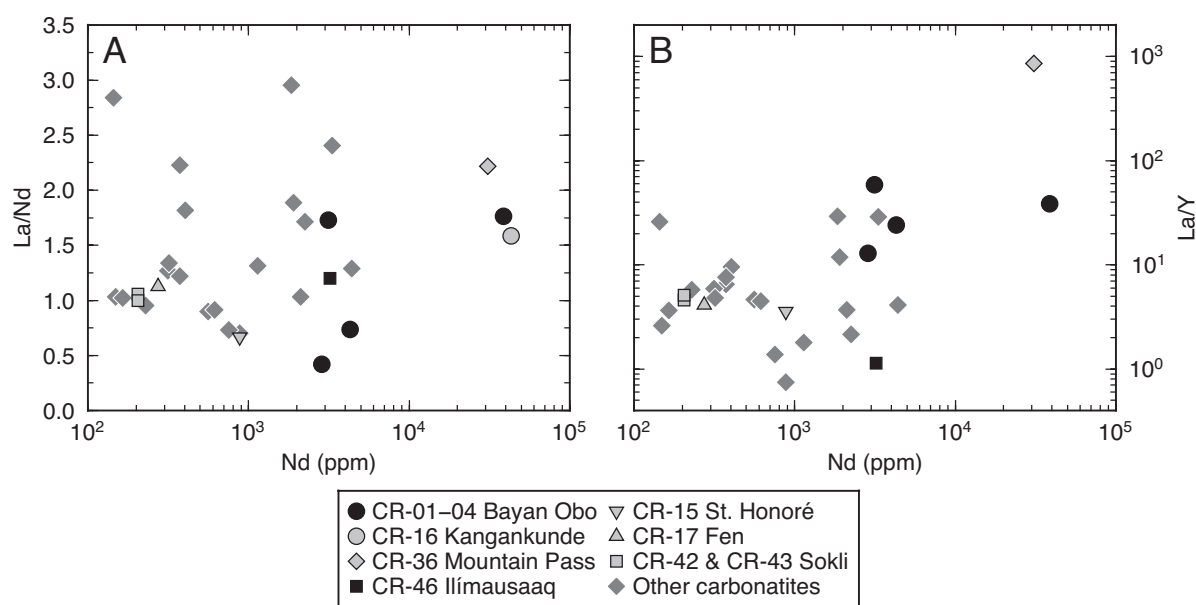 A
3.5
3.0
2.5
2.0
1.5
1.0
0.5
0.0
La/Nd
10² 10³ 10⁴ 10⁵
Nd (ppm)
B
10³
10²
10¹
10⁰
La/Y
10² 10³ 10⁴ 10⁵
Nd (ppm)
CR-01–04 Bayan Obo
CR-16 Kangankunde
CR-36 Mountain Pass
CR-46 Ilímausaaq
CR-15 St. Honoré
CR-17 Fen
CR-42 & CR-43 Sokli
Other carbonatites